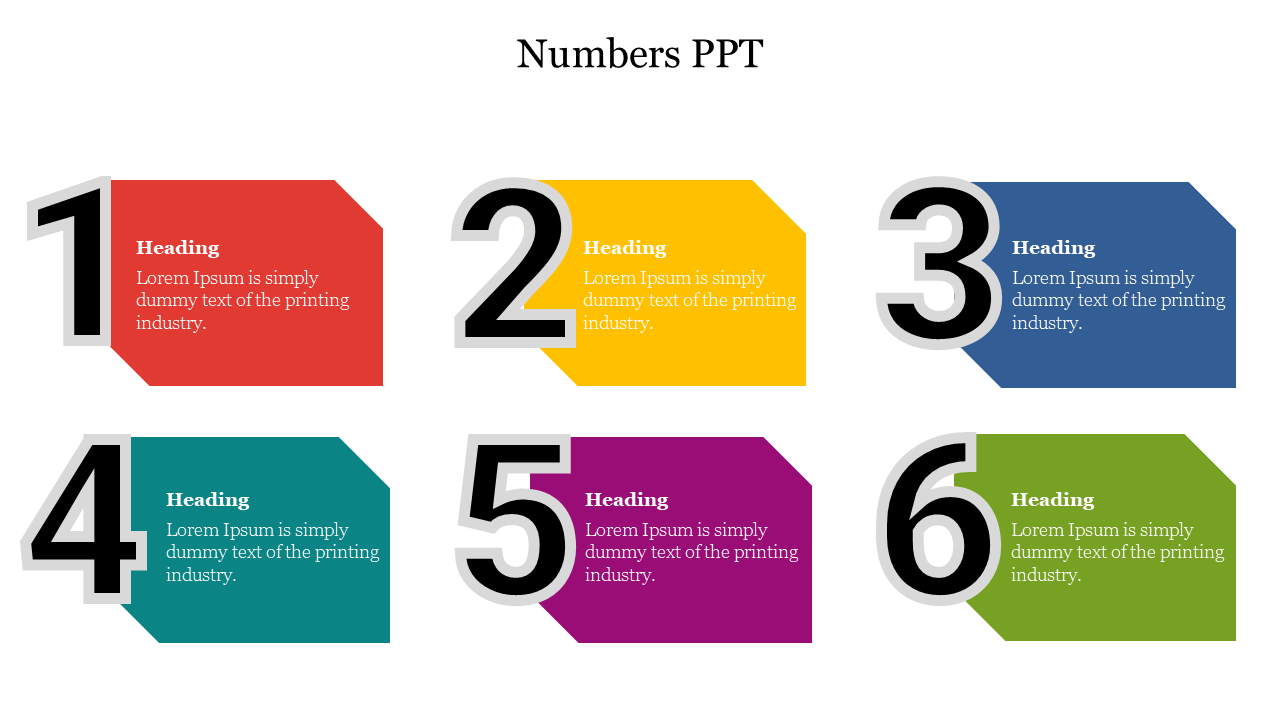 Numbers PPT
1
Heading
Lorem Ipsum is simply
dummy text of the printing
industry.
2
Heading
Lorem Ipsum is simply
dummy text of the printing
industry.
3
Heading
Lorem Ipsum is simply
dummy text of the printing
industry.
4
Heading
Lorem Ipsum is simply
dummy text of the printing
industry.
5
Heading
Lorem Ipsum is simply
dummy text of the printing
industry.
6
Heading
Lorem Ipsum is simply
dummy text of the printing
industry.